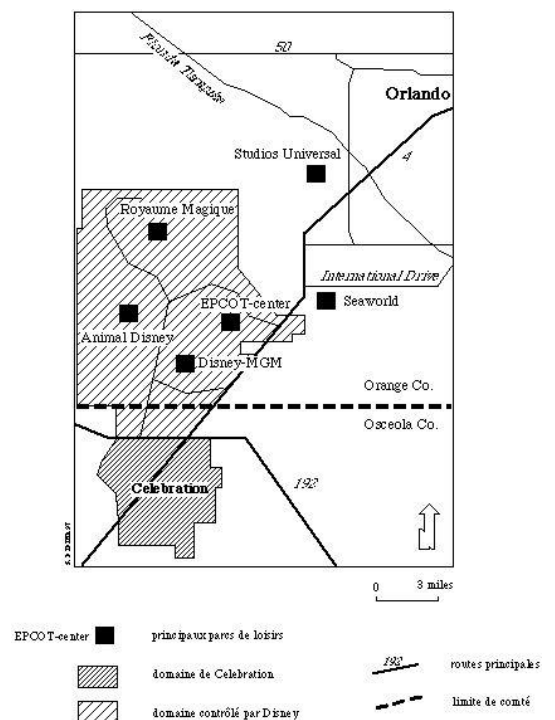 50
Florida Turnpike
Orlando
Studios Universal
4
Royaume Magique
International Drive
EPCOT-center
Seaworld
Animal Disney
Disney-MGM
Orange Co.
Osceola Co.
Celebration
192
0 3 miles
EPCOT-center principaux parcs de loisirs
domaine de Celebration
192 routes principales
domaine contrôlé par Disney
limite de comté